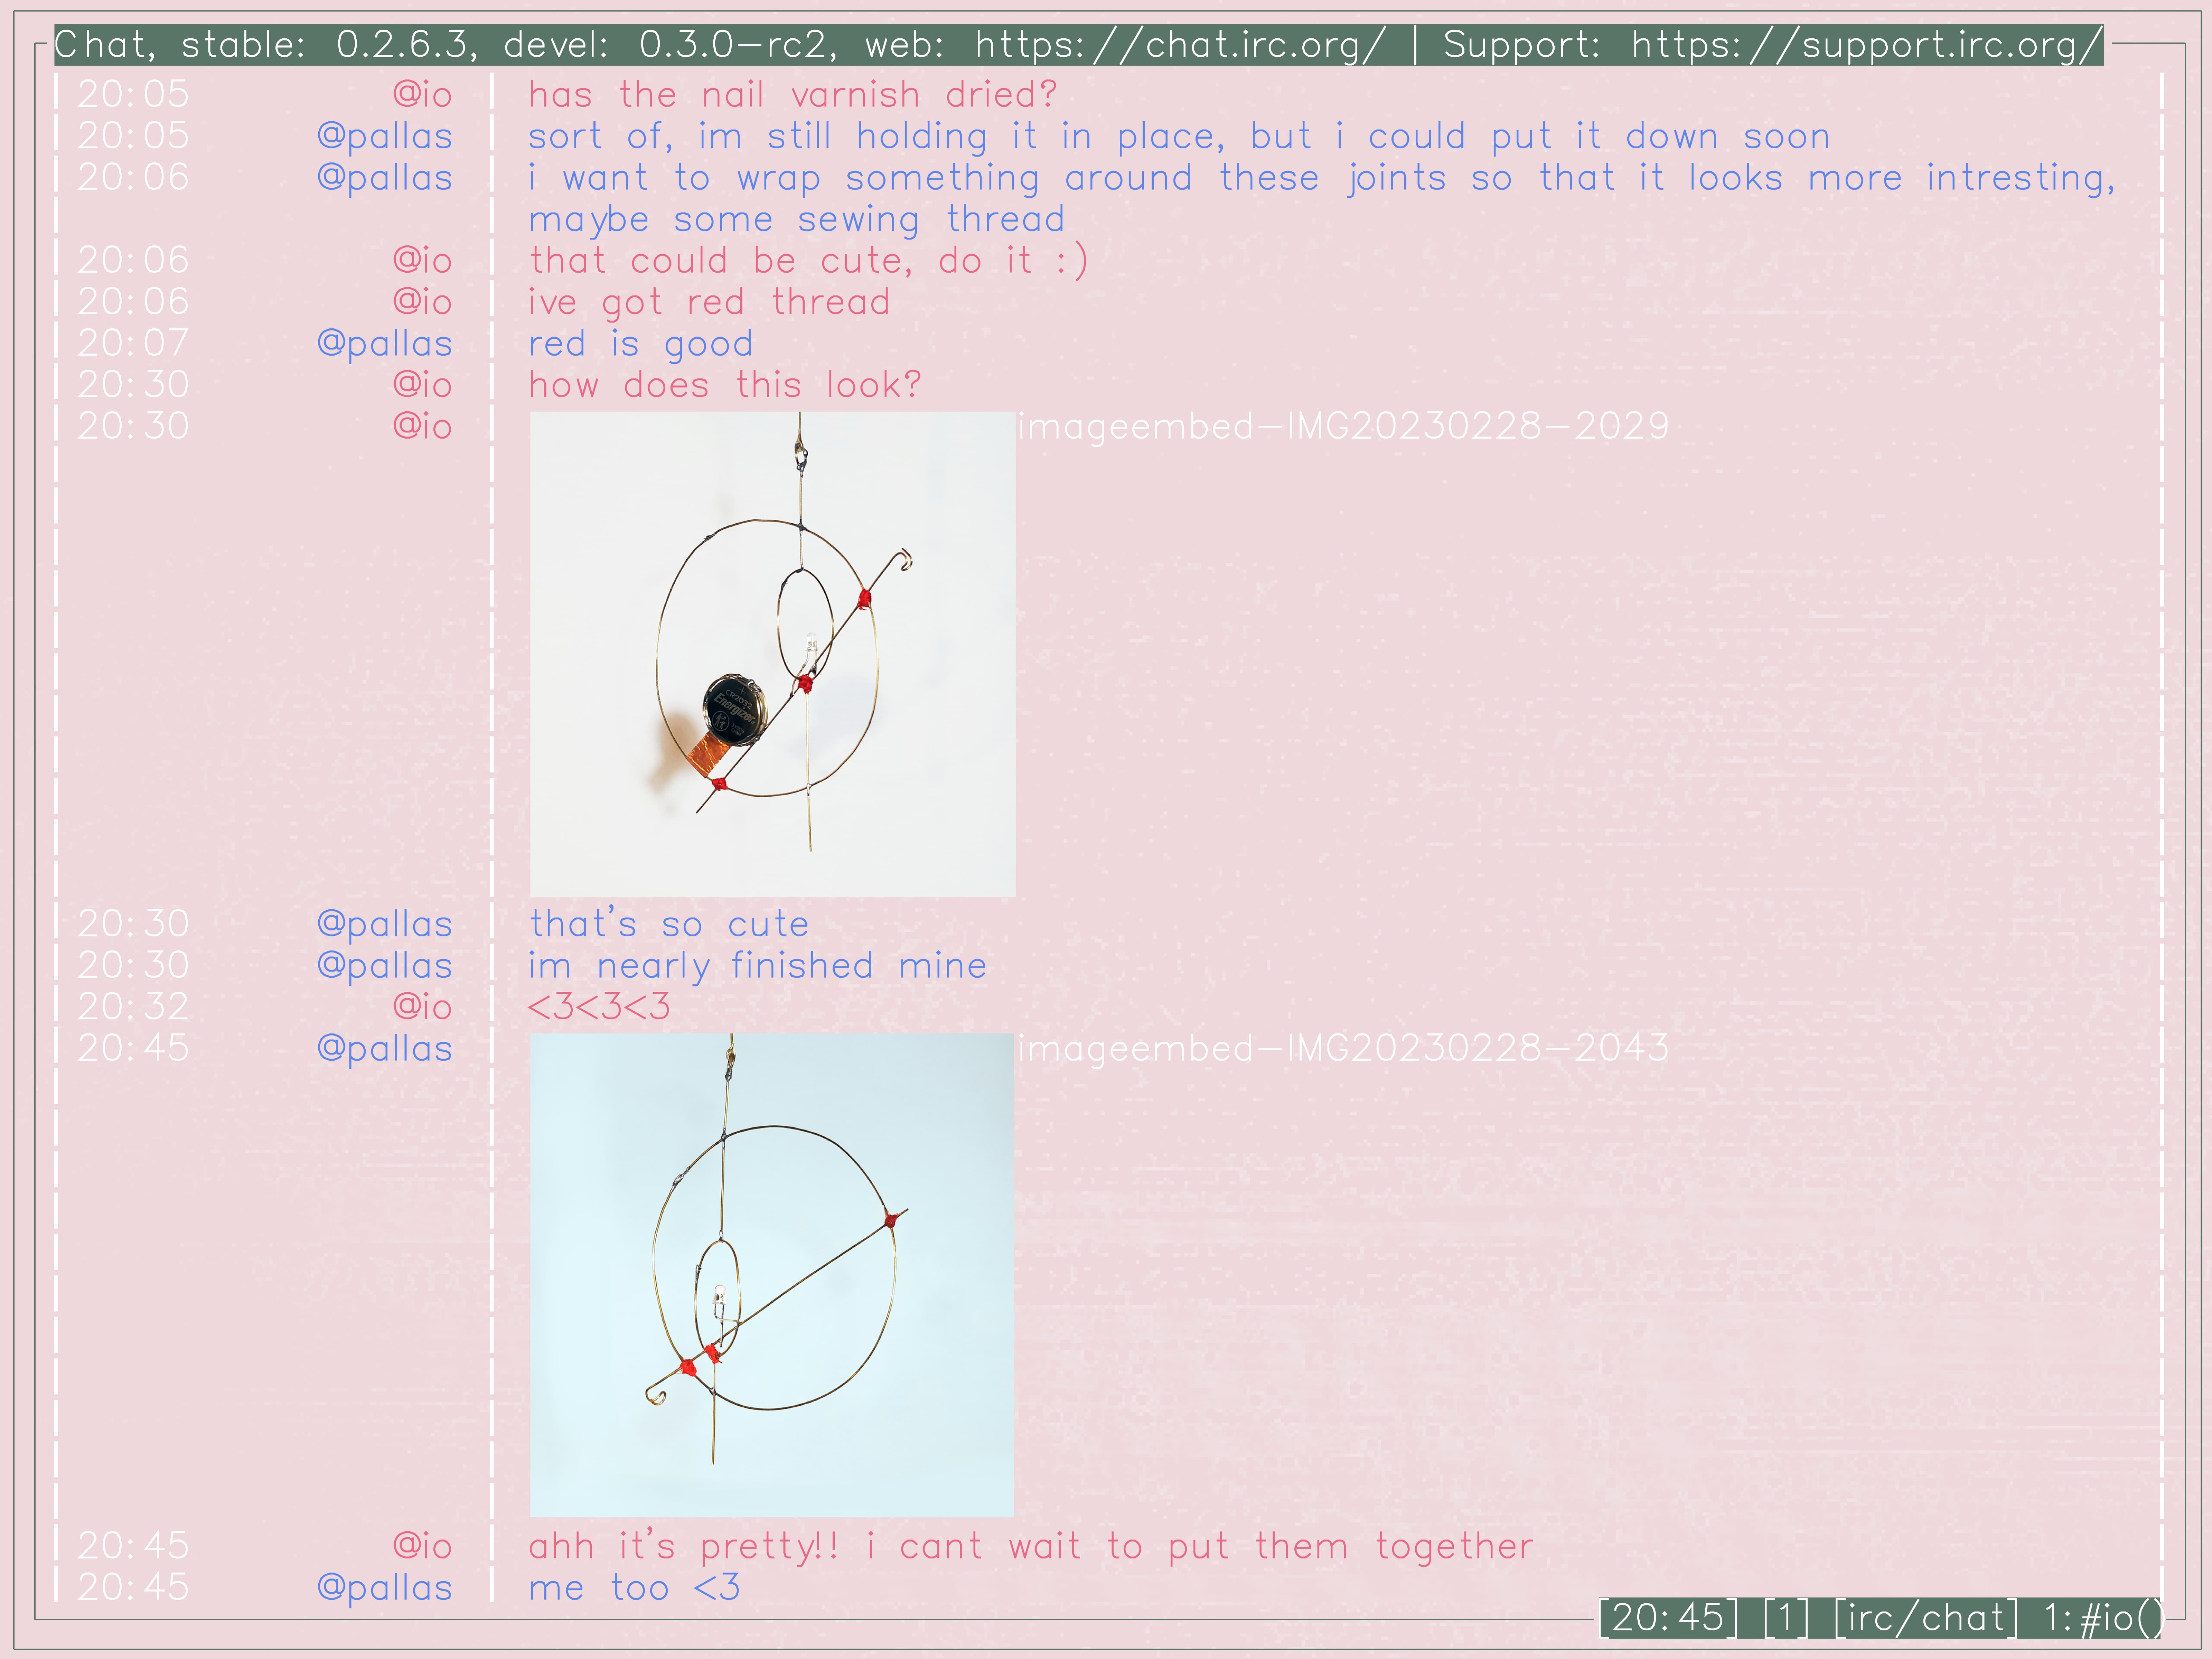 Chat, stable: 0.2.6.3, devel: 0.3.0-rc2, web: https://chat.irc.org/ | Support: https://support.irc.org/
20:05 @io has the nail varnish dried?
20:05 @pallas sort of, im still holding it in place, but i could put it down soon
20:06 @pallas i want to wrap something around these joints so that it looks more intresting,
maybe some sewing thread
20:06 @io that could be cute, do it :)
20:06 @io ive got red thread
20:07 @pallas red is good
20:30 @io how does this look?
20:30 @io imageembed-IMG20230228-2029
CR2032
Energizer
20:30 @pallas that's so cute
20:30 @pallas im nearly finished mine
20:32 @io <3<3<3
20:45 @pallas imageembed-IMG20230228-2043
20:45 @io ahh it's pretty!! i cant wait to put them together
20:45 @pallas me too <3
[20:45] [1] [irc/chat] 1:#io()